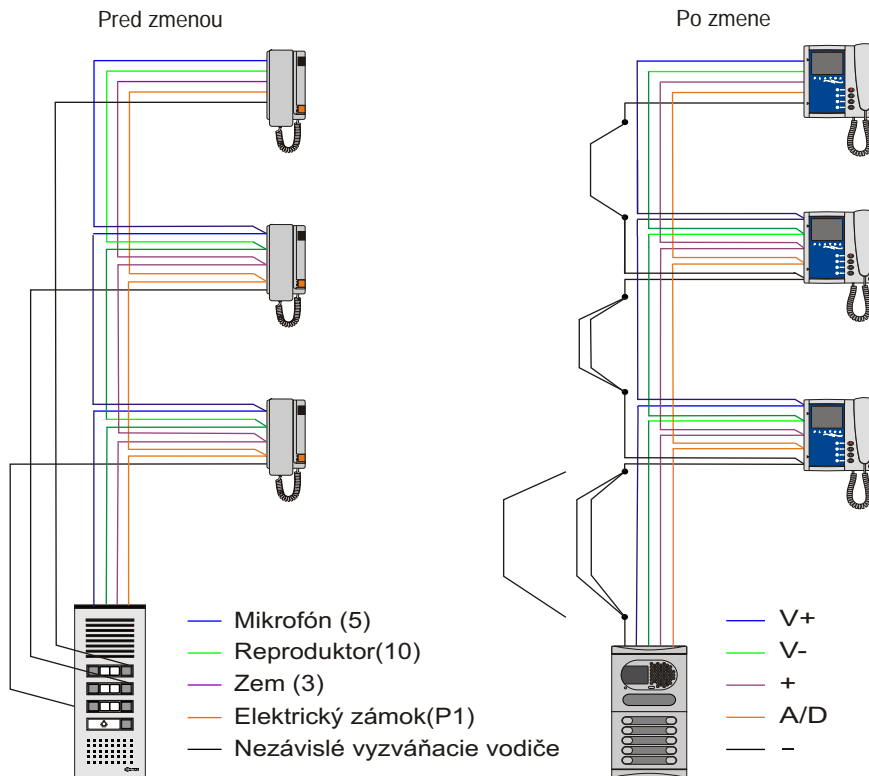 Pred zmenou
Po zmene
Mikrofón (5)
Reproduktor(10)
Zem (3)
Elektrický zámok(P1)
Nezávislé vyzváňacie vodiče
V+
V-
+
A/D
–